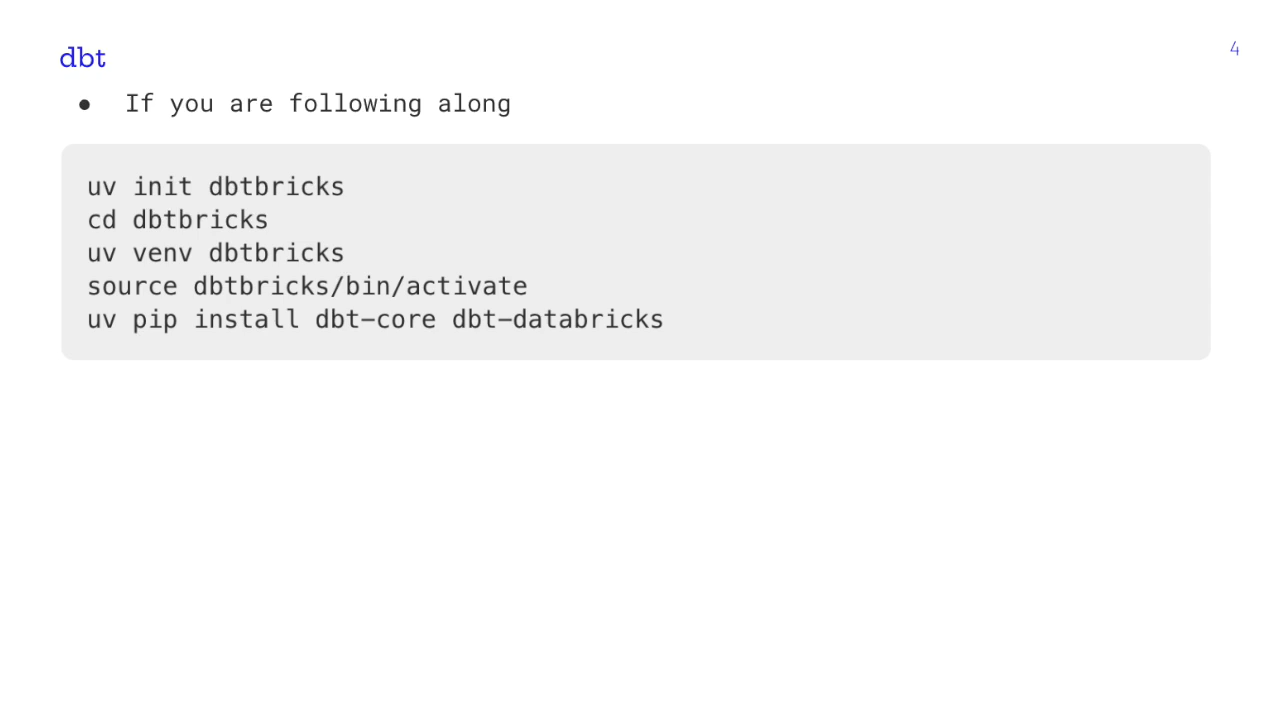 dbt
4
● If you are following along
uv init dbtbricks
cd dbtbricks
uv venv dbtbricks
source dbtbricks/bin/activate
uv pip install dbt-core dbt-databricks